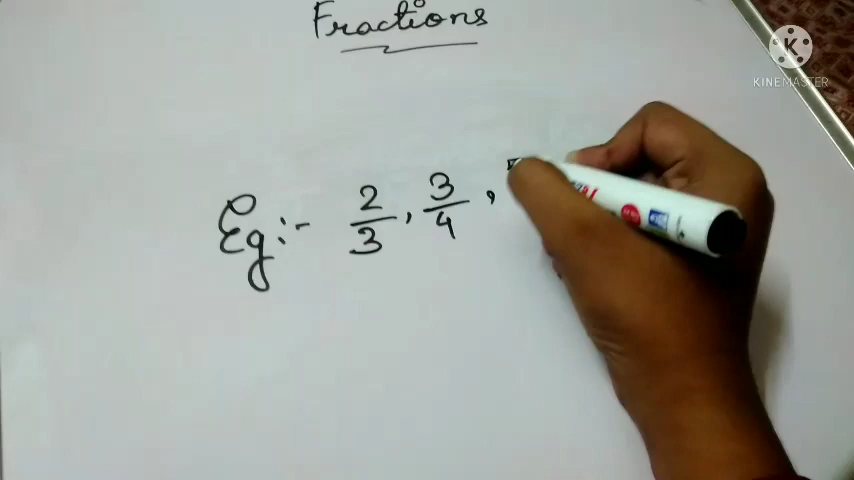 Fractions
KINEMASTER
Eg:- 2/3, 3/4,